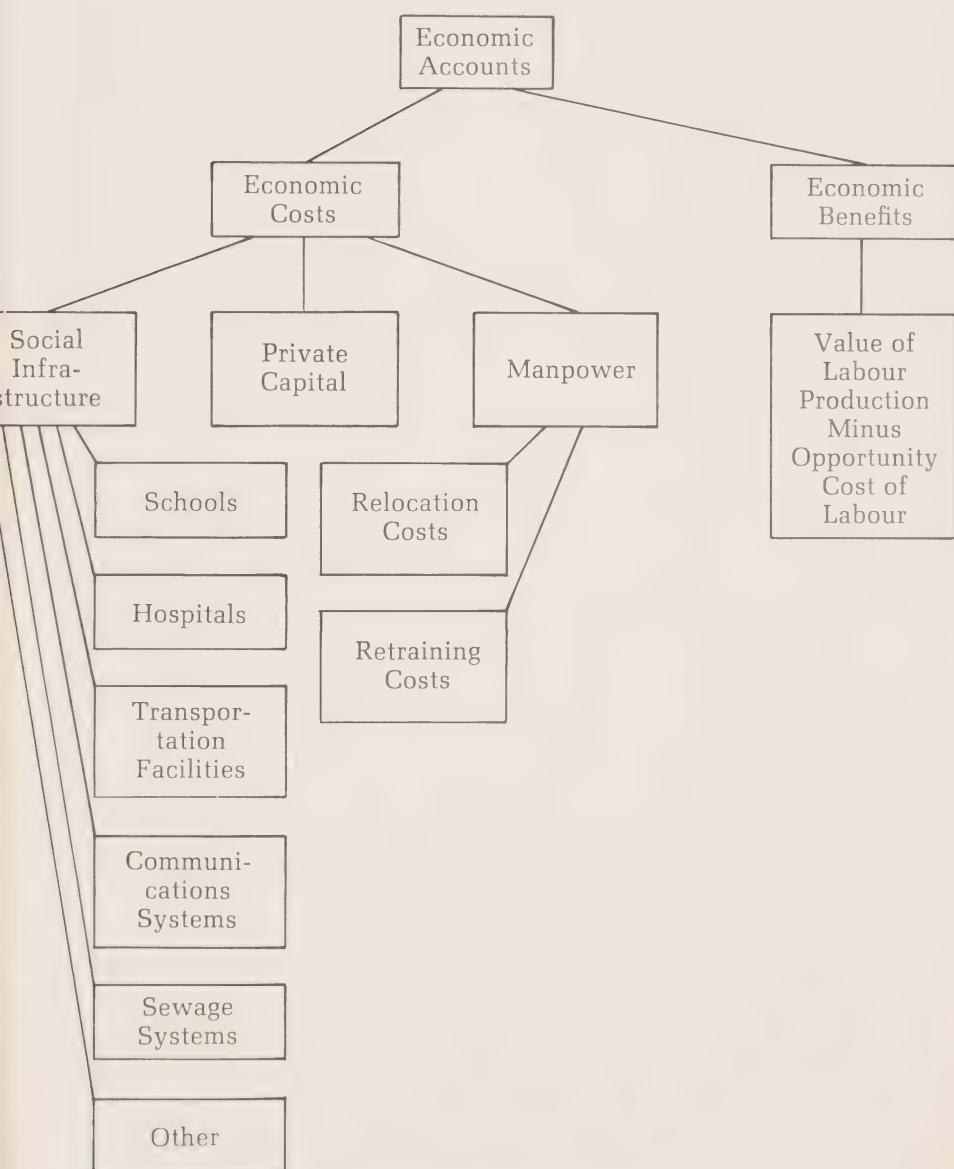 Economic
Accounts
Economic
Costs
Economic
Benefits
Social
Infra-
structure
Private
Capital
Manpower
Value of
Labour
Production
Minus
Opportunity
Cost of
Labour
Schools
Hospitals
Transpor-
tation
Facilities
Communi-
cations
Systems
Sewage
Systems
Other
Relocation
Costs
Retraining
Costs